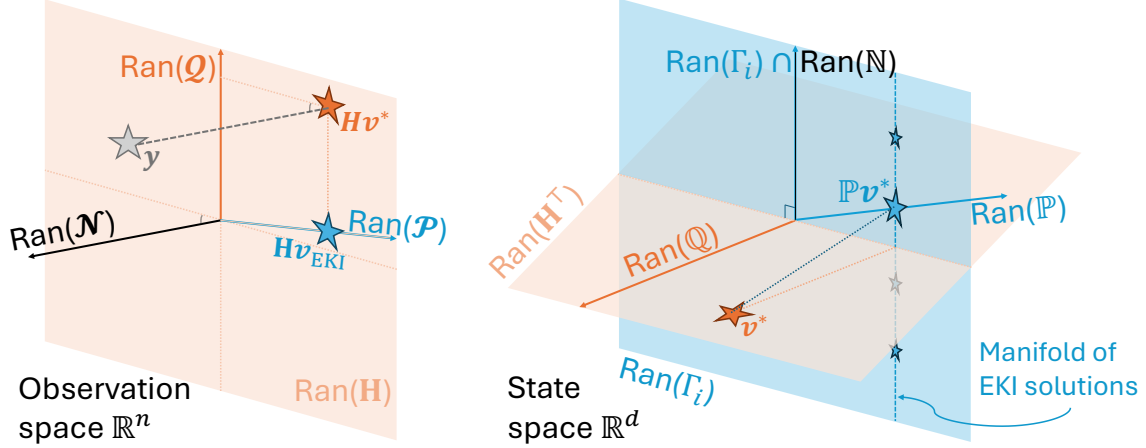 Ran(𝓠)
Hv*
y
Ran(𝓝)
Ran(𝓟)
Hv_EKI
Observation
space ℝⁿ
Ran(H)
Ran(Γᵢ) ∩ Ran(ℕ)
Ran(Hᵀ)
Ran(ℚ)
ℙv*
Ran(ℙ)
v*
Ran(Γᵢ)
State
space ℝᵈ
Manifold of
EKI solutions